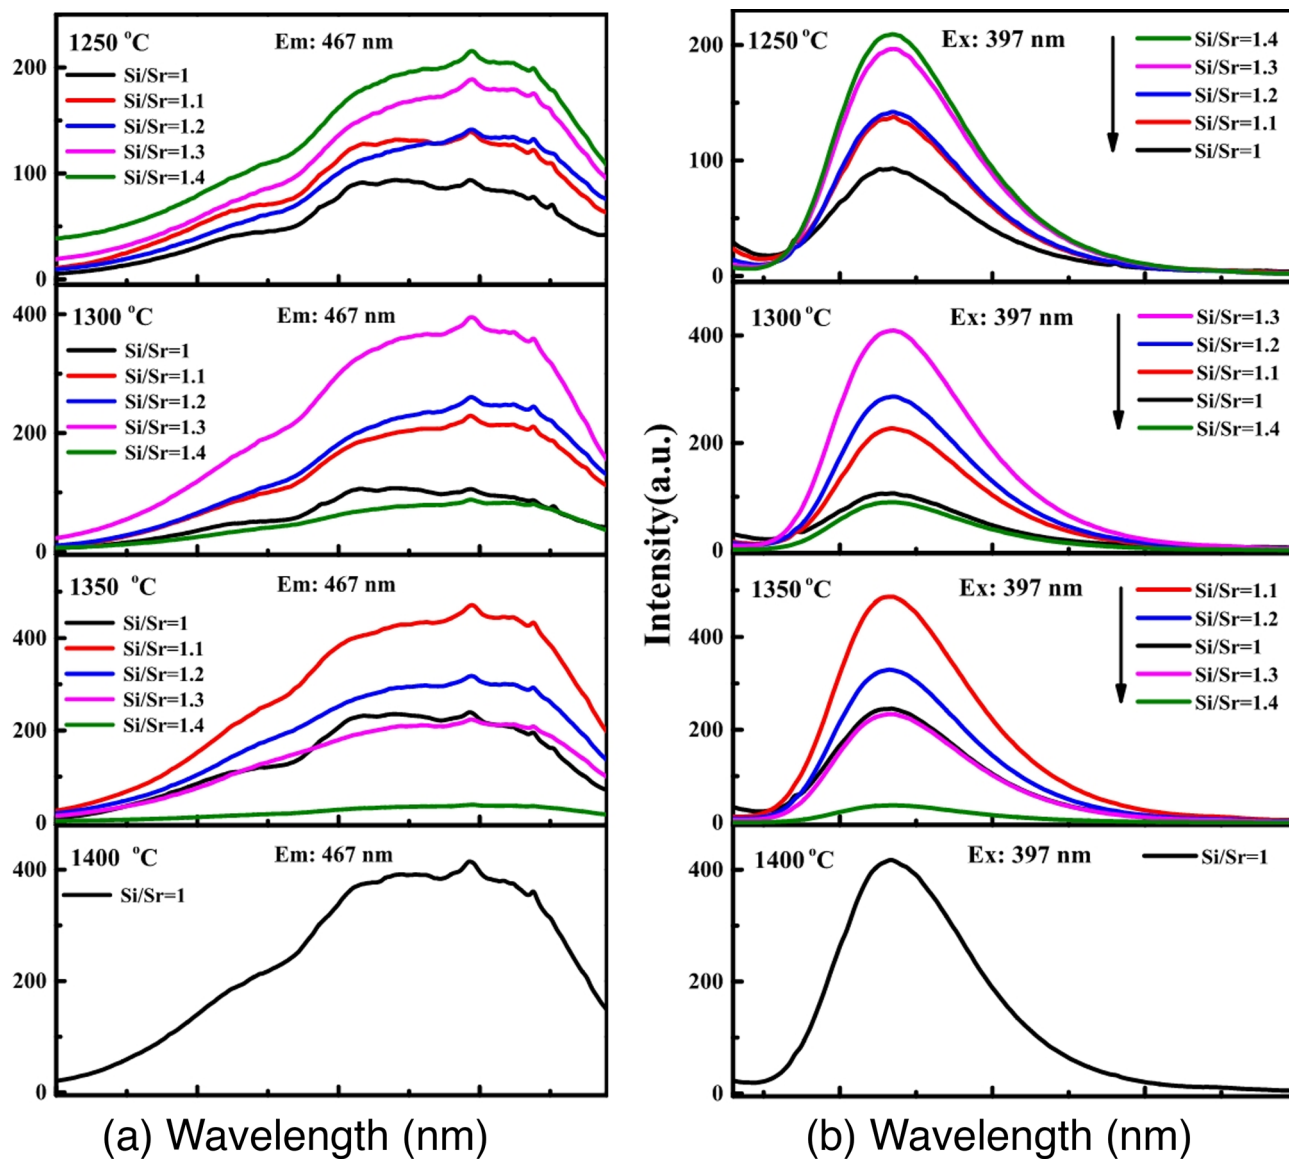 1250 °C
Em: 467 nm
Si/Sr=1
Si/Sr=1.1
Si/Sr=1.2
Si/Sr=1.3
Si/Sr=1.4
200
100
0
1300 °C
Em: 467 nm
Si/Sr=1
Si/Sr=1.1
Si/Sr=1.2
Si/Sr=1.3
Si/Sr=1.4
400
200
0
1350 °C
Em: 467 nm
Si/Sr=1
Si/Sr=1.1
Si/Sr=1.2
Si/Sr=1.3
Si/Sr=1.4
400
200
0
1400 °C
Em: 467 nm
Si/Sr=1
400
200
0
(a) Wavelength (nm)
Intensity(a.u.)
1250 °C
Ex: 397 nm
Si/Sr=1.4
Si/Sr=1.3
Si/Sr=1.2
Si/Sr=1.1
Si/Sr=1
200
100
0
1300 °C
Ex: 397 nm
Si/Sr=1.3
Si/Sr=1.2
Si/Sr=1.1
Si/Sr=1
Si/Sr=1.4
400
200
0
1350 °C
Ex: 397 nm
Si/Sr=1.1
Si/Sr=1.2
Si/Sr=1
Si/Sr=1.3
Si/Sr=1.4
400
200
0
1400 °C
Ex: 397 nm
Si/Sr=1
400
200
0
(b) Wavelength (nm)